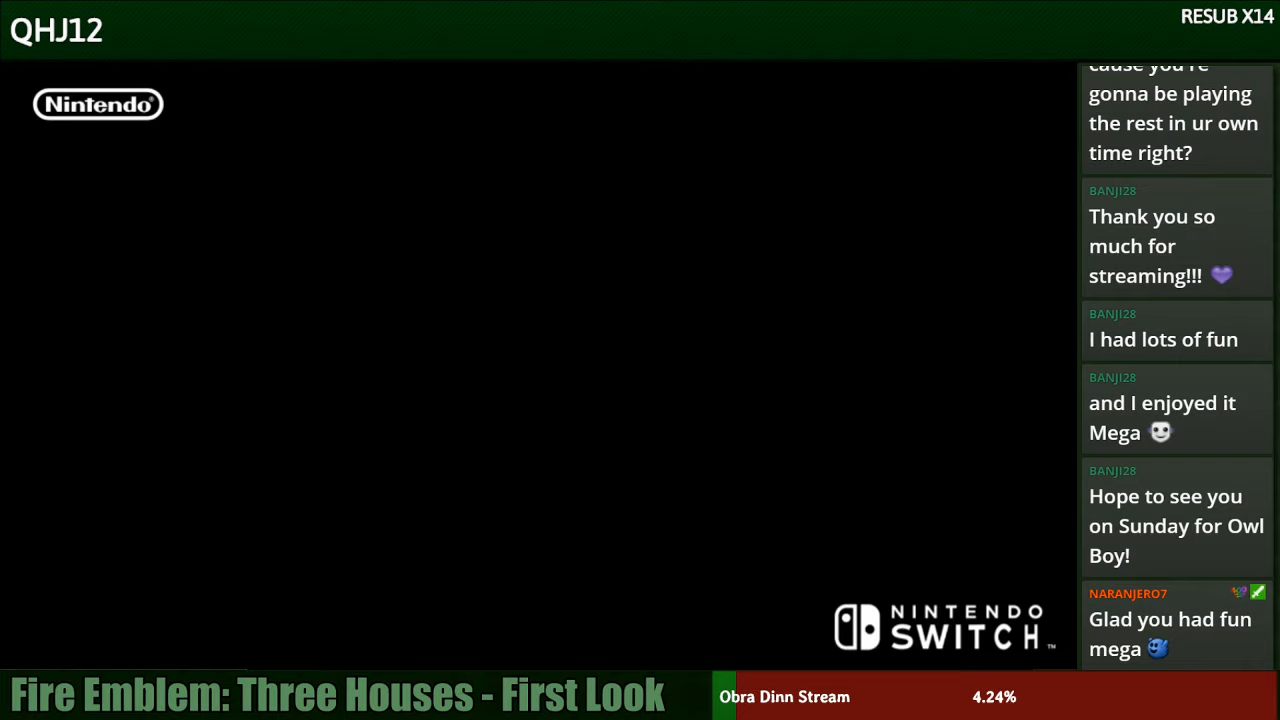 QHJ12
RESUB X14
Nintendo
cause you're
gonna be playing
the rest in ur own
time right?
BANJI28
Thank you so
much for
streaming!!!
BANJI28
I had lots of fun
BANJI28
and I enjoyed it
Mega
BANJI28
Hope to see you
on Sunday for Owl
Boy!
NARANJERO7
Glad you had fun
mega
NINTENDO
SWITCH
Fire Emblem: Three Houses - First Look
Obra Dinn Stream 4.24%